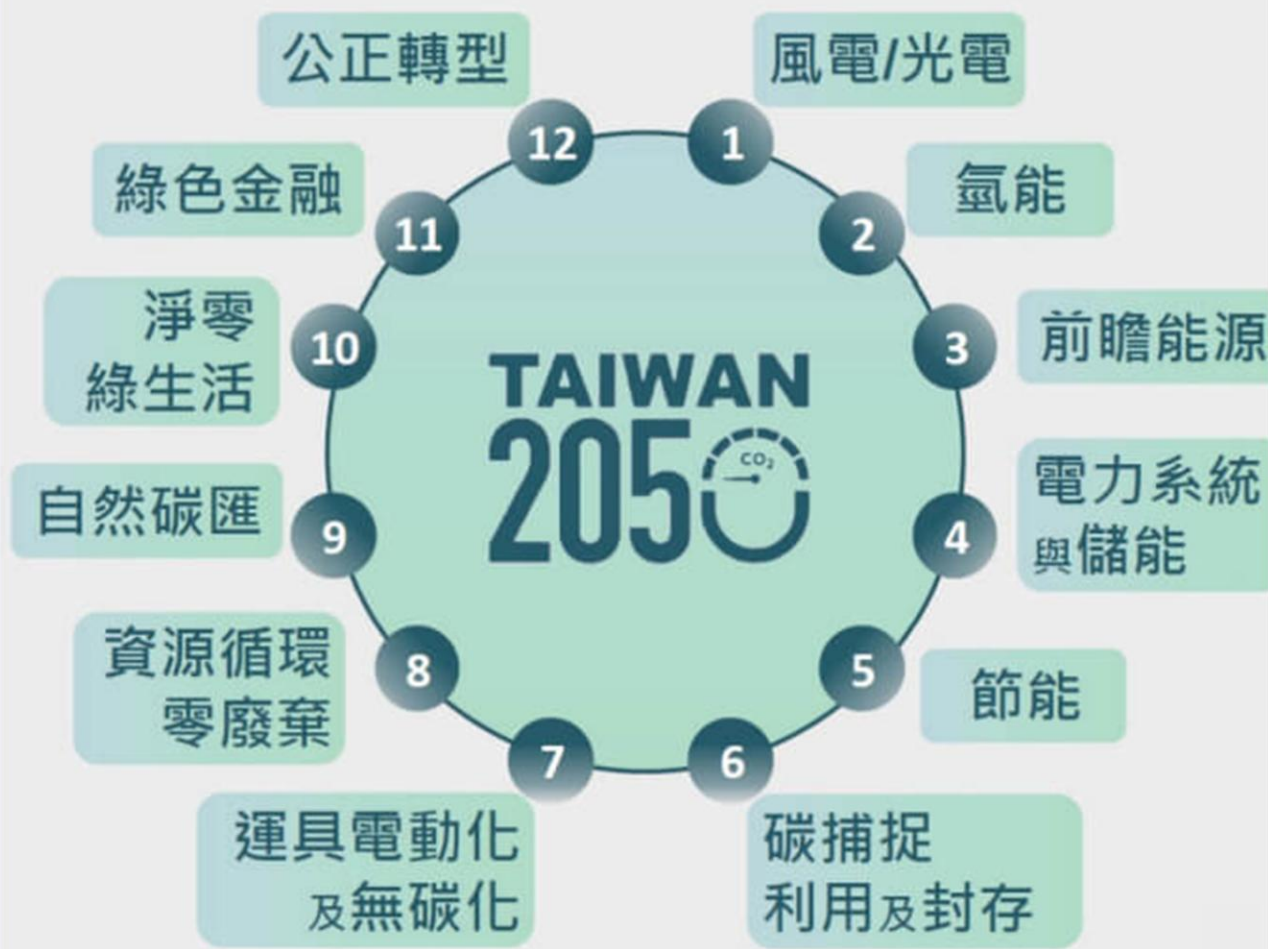 公正轉型
12
風電/光電
1
綠色金融
11
氫能
2
淨零
綠生活
10
前瞻能源
3
TAIWAN
2050
CO₂
自然碳匯
9
電力系統
與儲能
4
資源循環
零廢棄
8
節能
5
運具電動化
及無碳化
7
碳捕捉
利用及封存
6